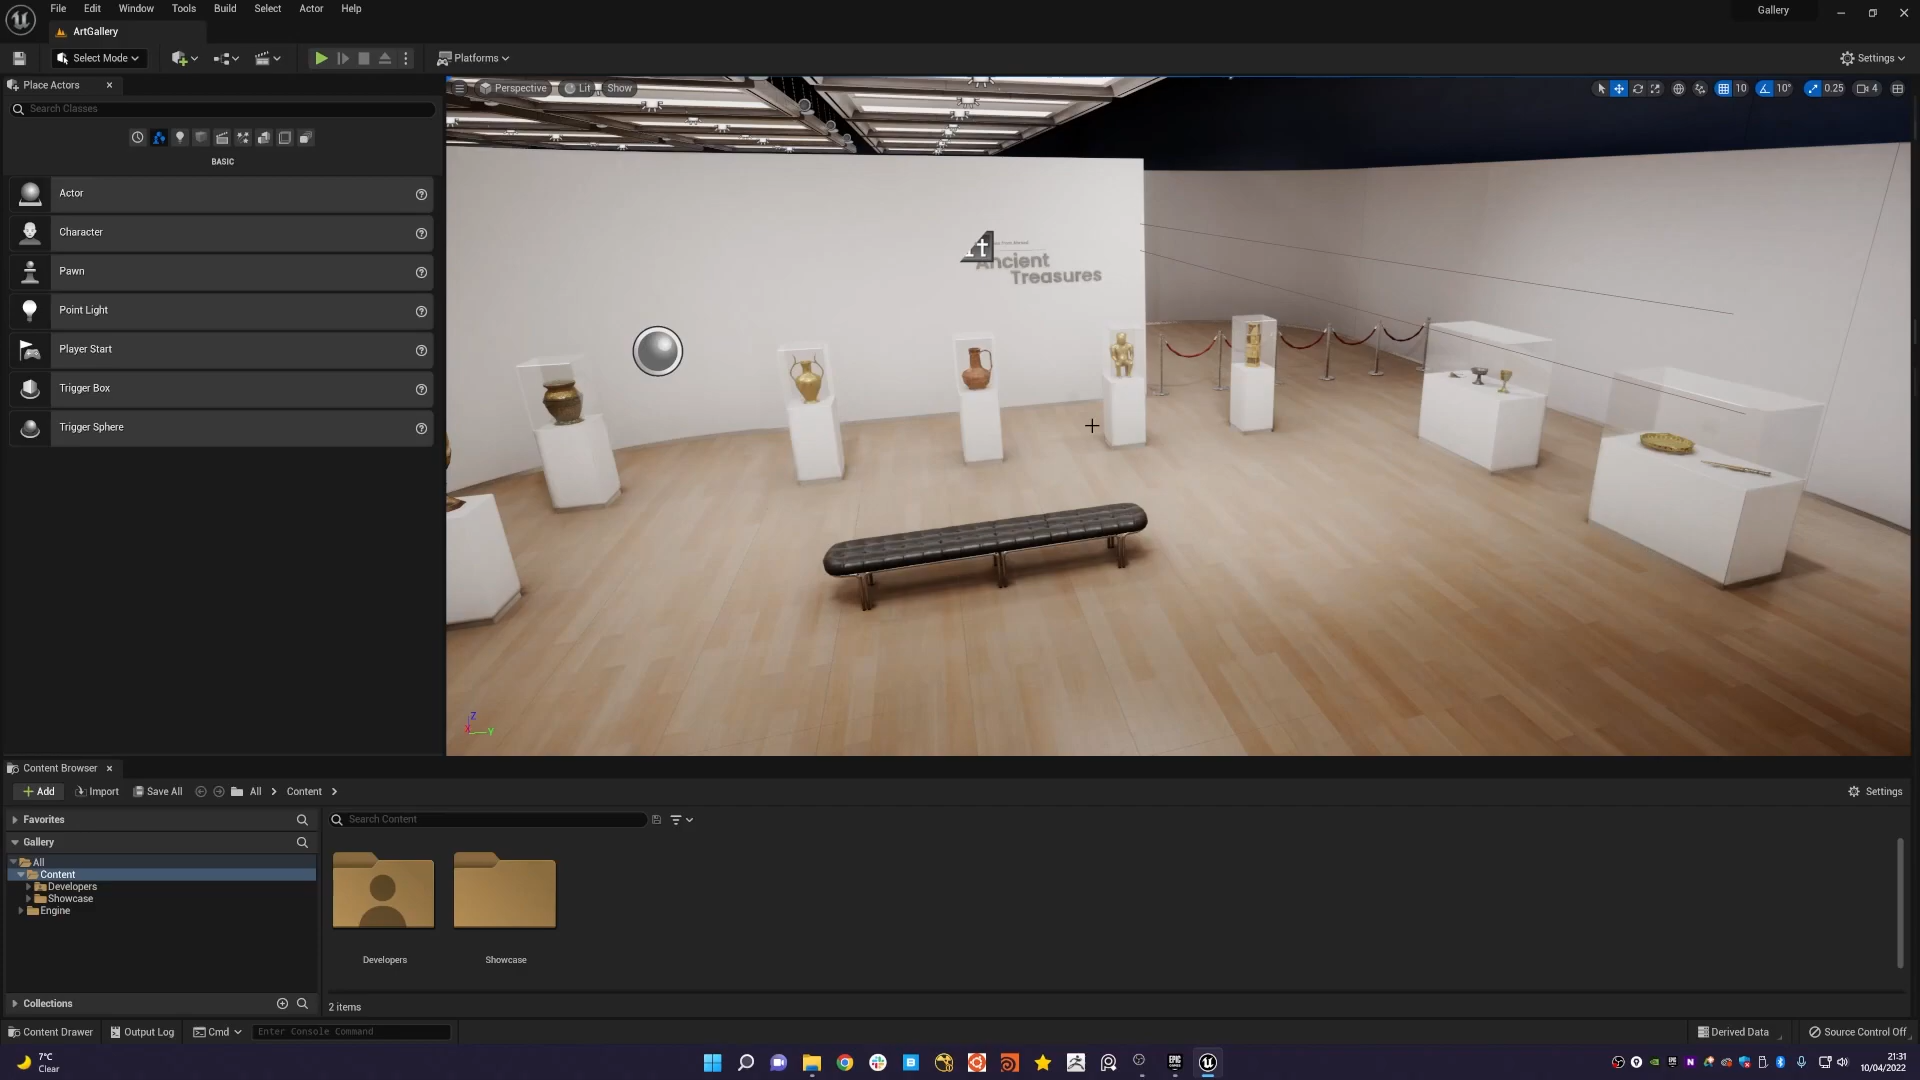 File Edit Window Tools Build Select Actor Help
Gallery
ArtGallery
Select Mode
Platforms
Settings
Place Actors
Search Classes
BASIC
Actor
Character
Pawn
Point Light
Player Start
Trigger Box
Trigger Sphere
Perspective Lit Show
10 10° 0.25 4
Ancient
Treasures
Z
X
Y
Content Browser
Add Import Save All All Content
Settings
Favorites
Search Content
Gallery
All
Content
Developers
Showcase
Engine
Developers Showcase
Collections
2 items
Content Drawer Output Log Cmd Enter Console Command
Derived Data Source Control Off
7°C
Clear
21:31
10/04/2022